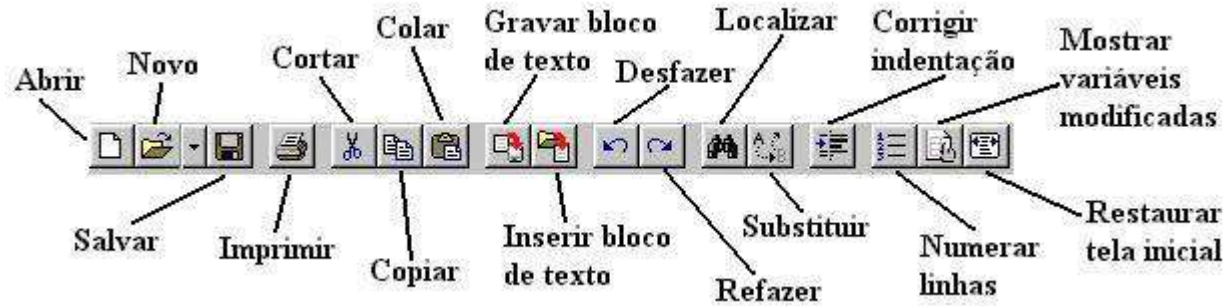 Abrir
Novo
Cortar
Colar
Gravar bloco
de texto
Desfazer
Localizar
Corrigir
indentação
Mostrar
variáveis
modificadas
Salvar
Imprimir
Copiar
Inserir bloco
de texto
Refazer
Substituir
Numerar
linhas
Restaurar
tela inicial